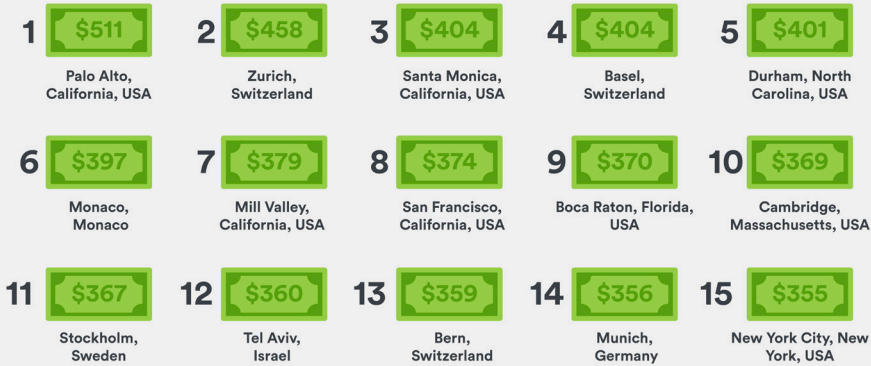 1 $511 2 $458 3 $404 4 $404 5 $401
Palo Alto, Zurich, Santa Monica, Basel, Durham, North
California, USA Switzerland California, USA Switzerland Carolina, USA
6 $397 7 $379 8 $374 9 $370 10 $369
Monaco, Mill Valley, San Francisco, Boca Raton, Florida, Cambridge,
Monaco California, USA California, USA USA Massachusetts, USA
11 $367 12 $360 13 $359 14 $356 15 $355
Stockholm, Tel Aviv, Bern, Munich, New York City, New
Sweden Israel Switzerland Germany York, USA